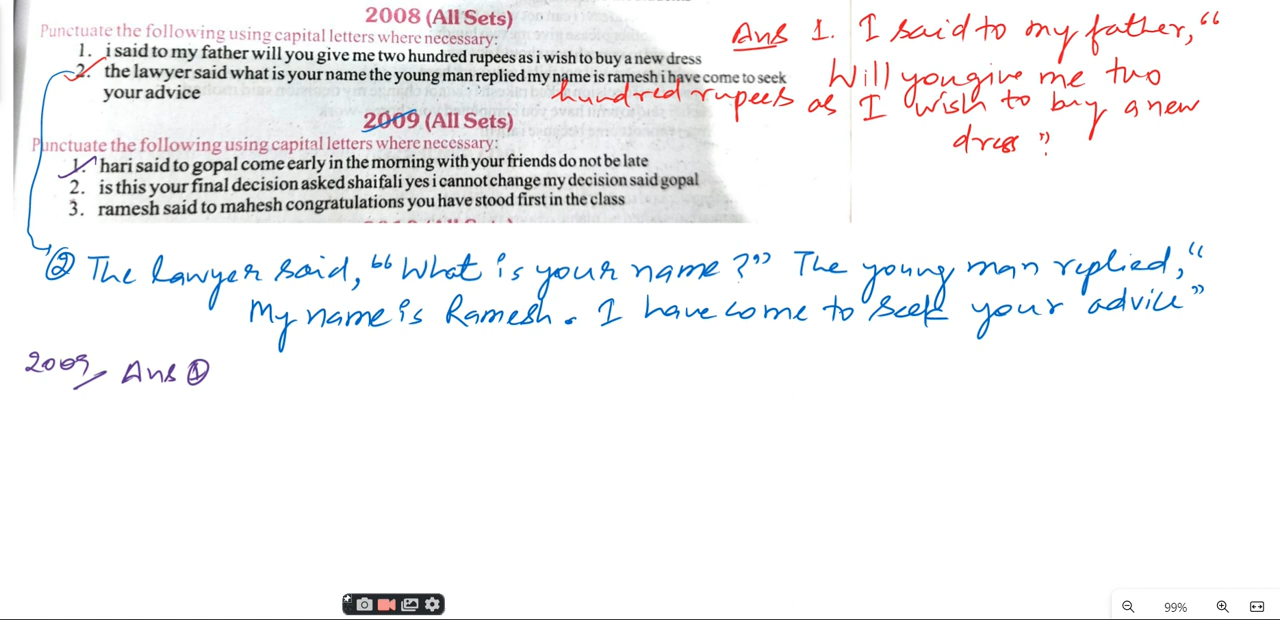 2008 (All Sets)
Punctuate the following using capital letters where necessary:
1. i said to my father will you give me two hundred rupees as i wish to buy a new dress
2. the lawyer said what is your name the young man replied my name is ramesh i have come to seek
your advice
2009 (All Sets)
Punctuate the following using capital letters where necessary:
1. hari said to gopal come early in the morning with your friends do not be late
2. is this your final decision asked shaifali yes i cannot change my decision said gopal
3. ramesh said to mahesh congratulations you have stood first in the class
Ans 1. I said to my father, “
Will you give me two
hundred rupees as I wish to buy a new
dress”
② The lawyer said, “What is your name?” The young man replied, “
My name is Ramesh. I have come to seek your advice”
2009/ Ans ①
99%